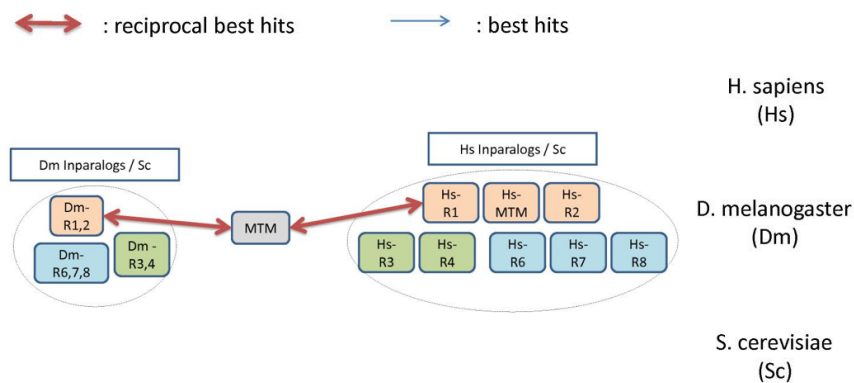 : reciprocal best hits
: best hits
H. sapiens
(Hs)
Dm Inparalogs / Sc
Hs Inparalogs / Sc
Dm-
R1,2
Dm-
R6,7,8
Dm -
R3,4
MTM
Hs-
R1
Hs-
MTM
Hs-
R2
Hs-
R3
Hs-
R4
Hs-
R6
Hs-
R7
Hs-
R8
D. melanogaster
(Dm)
S. cerevisiae
(Sc)